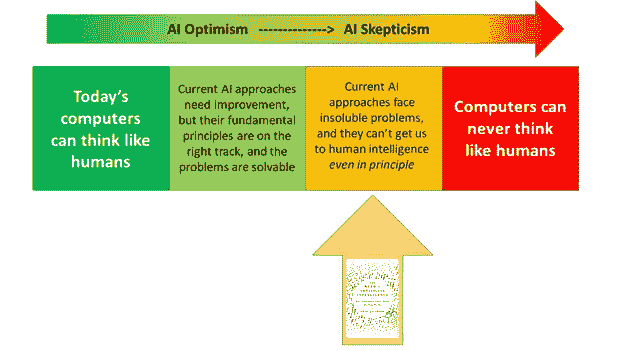 AI Optimism -------------> AI Skepticism
Today's
computers
can think like
humans
Current AI approaches
need improvement,
but their fundamental
principles are on the
right track, and the
problems are solvable
Current AI
approaches face
insoluble problems,
and they can't get us
to human intelligence
even in principle
Computers can
never think
like humans